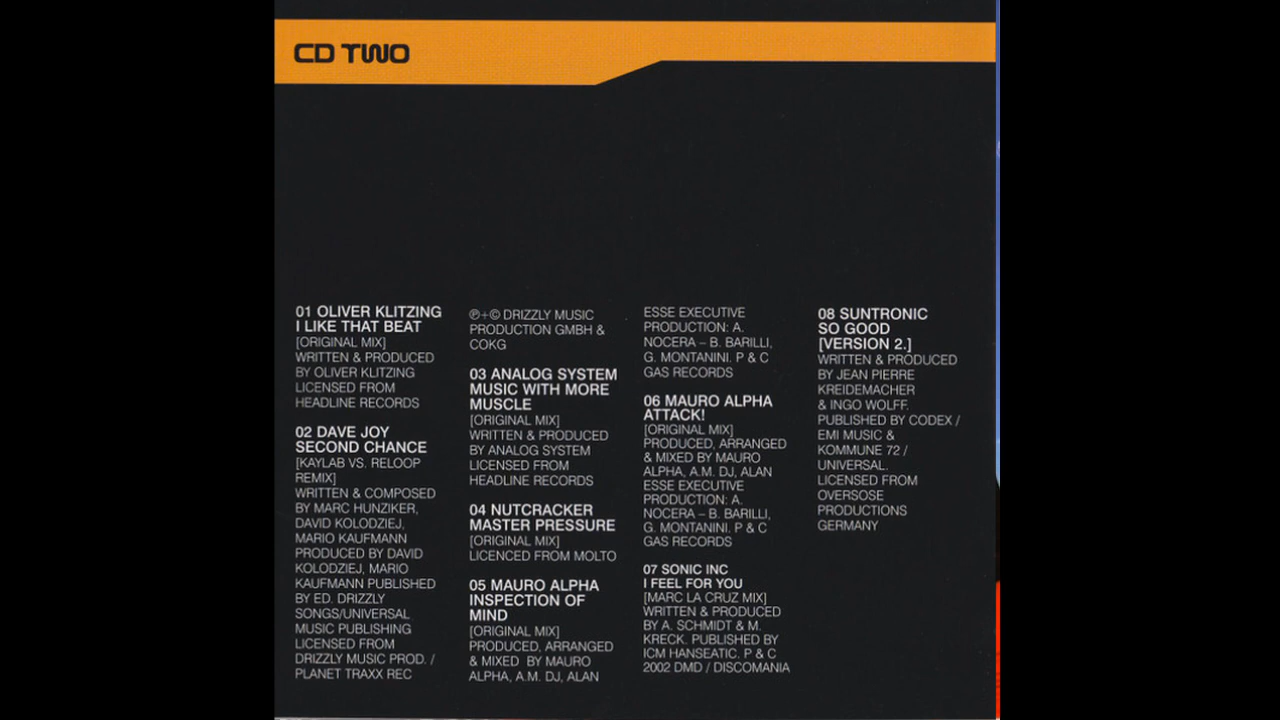 CD TWO
01 OLIVER KLITZING
I LIKE THAT BEAT
[ORIGINAL MIX]
WRITTEN & PRODUCED
BY OLIVER KLITZING
LICENSED FROM
HEADLINE RECORDS
02 DAVE JOY
SECOND CHANCE
[KAYLAB VS. RELOOP
REMIX]
WRITTEN & COMPOSED
BY MARC HUNZIKER,
DAVID KOLODZIEJ,
MARIO KAUFMANN
PRODUCED BY DAVID
KOLODZIEJ, MARIO
KAUFMANN PUBLISHED
BY ED. DRIZZLY
SONGS/UNIVERSAL
MUSIC PUBLISHING
LICENSED FROM
DRIZZLY MUSIC PROD. /
PLANET TRAXX REC
℗+© DRIZZLY MUSIC
PRODUCTION GMBH &
COKG
03 ANALOG SYSTEM
MUSIC WITH MORE
MUSCLE
[ORIGINAL MIX]
WRITTEN & PRODUCED
BY ANALOG SYSTEM
LICENSED FROM
HEADLINE RECORDS
04 NUTCRACKER
MASTER PRESSURE
[ORIGINAL MIX]
LICENCED FROM MOLTO
05 MAURO ALPHA
INSPECTION OF
MIND
[ORIGINAL MIX]
PRODUCED, ARRANGED
& MIXED BY MAURO
ALPHA, A.M. DJ, ALAN
ESSE EXECUTIVE
PRODUCTION: A.
NOCERA – B. BARILLI,
G. MONTANINI. P & C
GAS RECORDS
06 MAURO ALPHA
ATTACK!
[ORIGINAL MIX]
PRODUCED, ARRANGED
& MIXED BY MAURO
ALPHA, A.M. DJ, ALAN
ESSE EXECUTIVE
PRODUCTION: A.
NOCERA – B. BARILLI,
G. MONTANINI. P & C
GAS RECORDS
07 SONIC INC
I FEEL FOR YOU
[MARC LA CRUZ MIX]
WRITTEN & PRODUCED
BY A. SCHMIDT & M.
KRECK. PUBLISHED BY
ICM HANSEATIC. P & C
2002 DMD / DISCOMANIA
08 SUNTRONIC
SO GOOD
[VERSION 2.]
WRITTEN & PRODUCED
BY JEAN PIERRE
KREIDEMACHER
& INGO WOLFF.
PUBLISHED BY CODEX /
EMI MUSIC &
KOMMUNE 72 /
UNIVERSAL.
LICENSED FROM
OVERSOSE
PRODUCTIONS
GERMANY